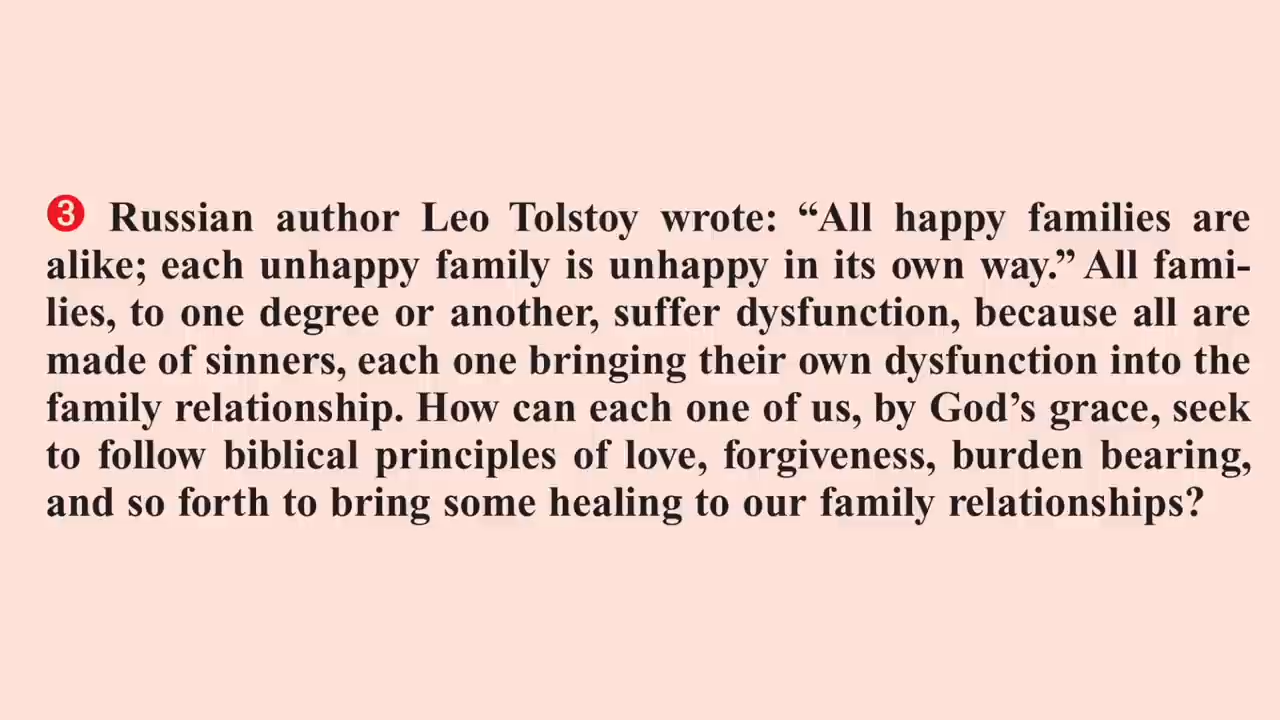 ❸ Russian author Leo Tolstoy wrote: “All happy families are
alike; each unhappy family is unhappy in its own way.” All fami-
lies, to one degree or another, suffer dysfunction, because all are
made of sinners, each one bringing their own dysfunction into the
family relationship. How can each one of us, by God’s grace, seek
to follow biblical principles of love, forgiveness, burden bearing,
and so forth to bring some healing to our family relationships?